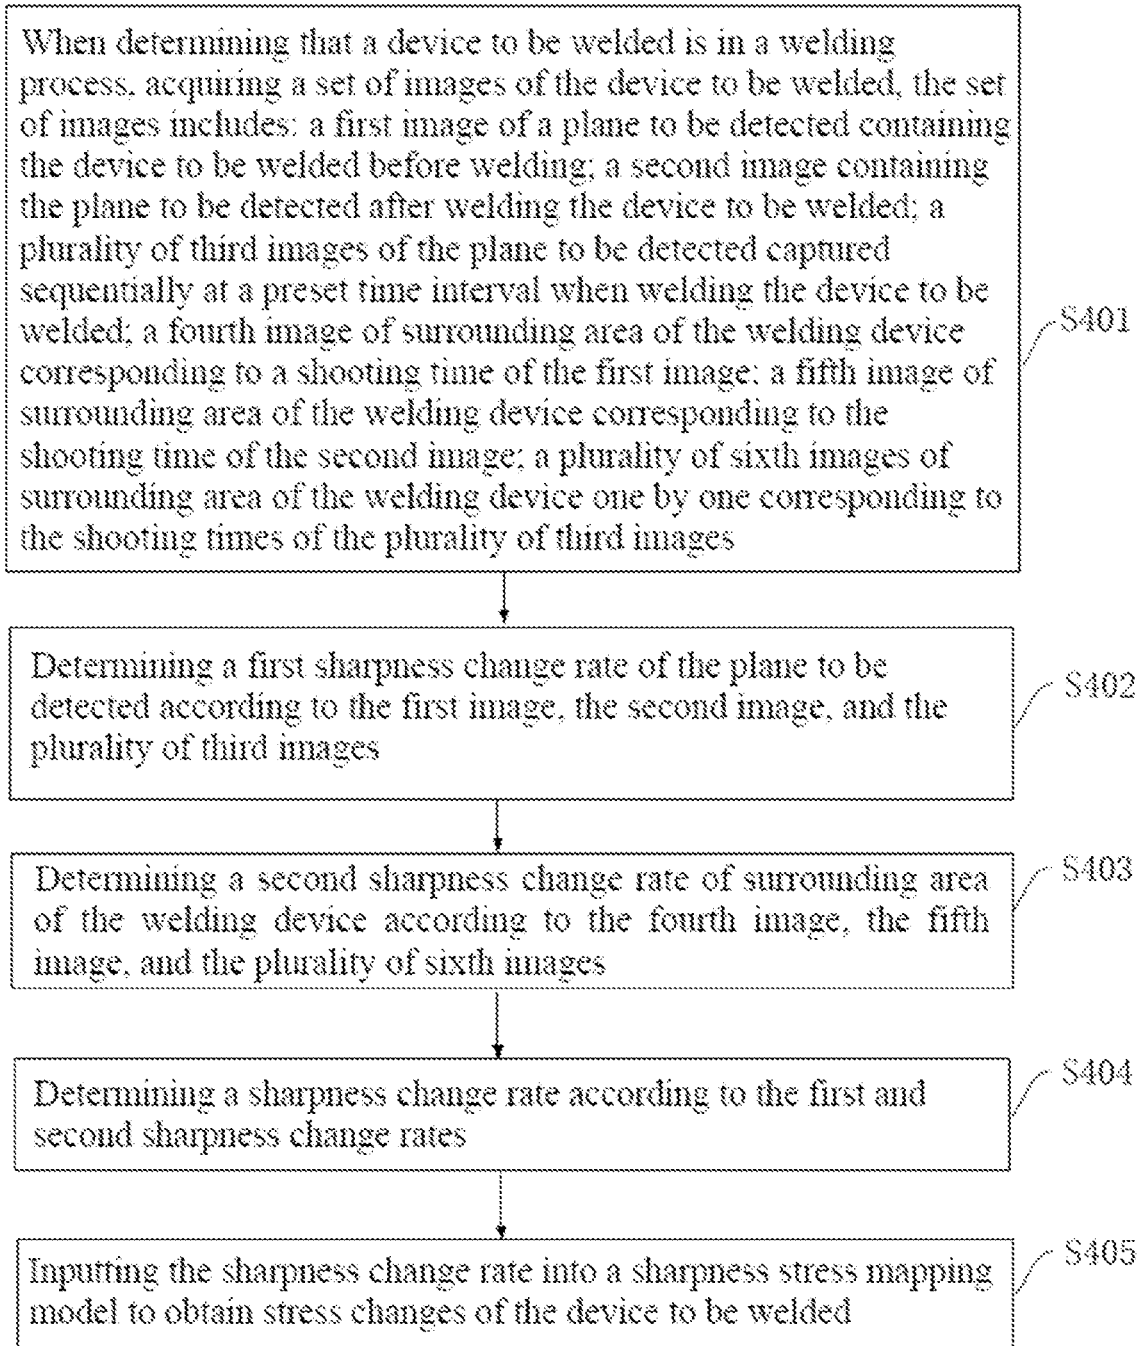 When determining that a device to be welded is in a welding
process, acquiring a set of images of the device to be welded, the set
of images includes: a first image of a plane to be detected containing
the device to be welded before welding; a second image containing
the plane to be detected after welding the device to be welded; a
plurality of third images of the plane to be detected captured
sequentially at a preset time interval when welding the device to be
welded; a fourth image of surrounding area of the welding device
corresponding to a shooting time of the first image; a fifth image of
surrounding area of the welding device corresponding to the
shooting time of the second image; a plurality of sixth images of
surrounding area of the welding device one by one corresponding to
the shooting times of the plurality of third images
S401
Determining a first sharpness change rate of the plane to be
detected according to the first image, the second image, and the
plurality of third images
S402
Determining a second sharpness change rate of surrounding area
of the welding device according to the fourth image, the fifth
image, and the plurality of sixth images
S403
Determining a sharpness change rate according to the first and
second sharpness change rates
S404
Inputting the sharpness change rate into a sharpness stress mapping
model to obtain stress changes of the device to be welded
S405